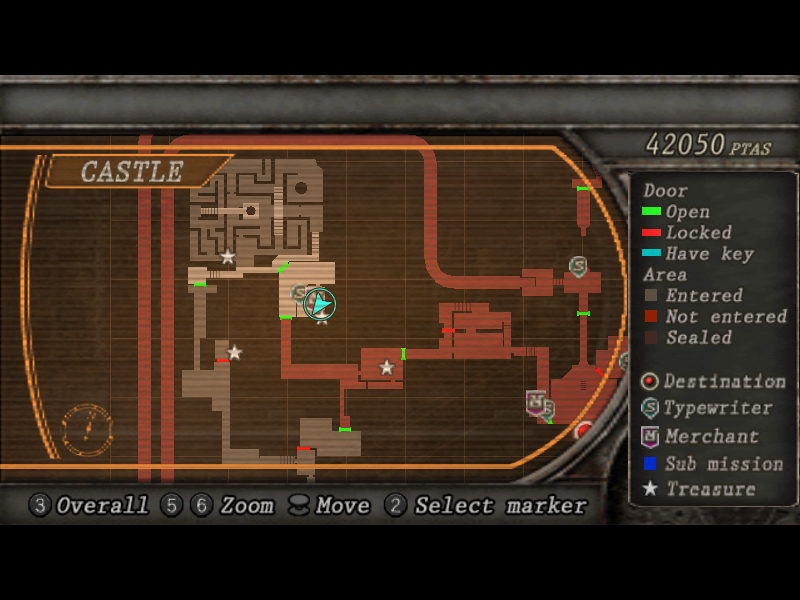 42050 PTAS
CASTLE
Door
Open
Locked
Have key
Area
Entered
Not entered
Sealed
Destination
S Typewriter
M Merchant
Sub mission
Treasure
S
S
M S
3 Overall 5 6 Zoom Move 2 Select marker